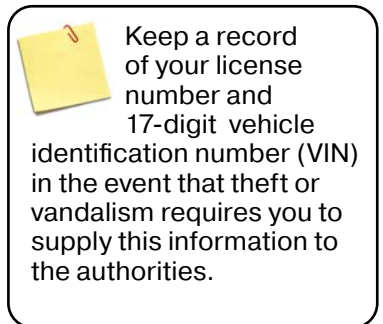 Keep a record
of your license
number and
17-digit vehicle
identification number (VIN)
in the event that theft or
vandalism requires you to
supply this information to
the authorities.